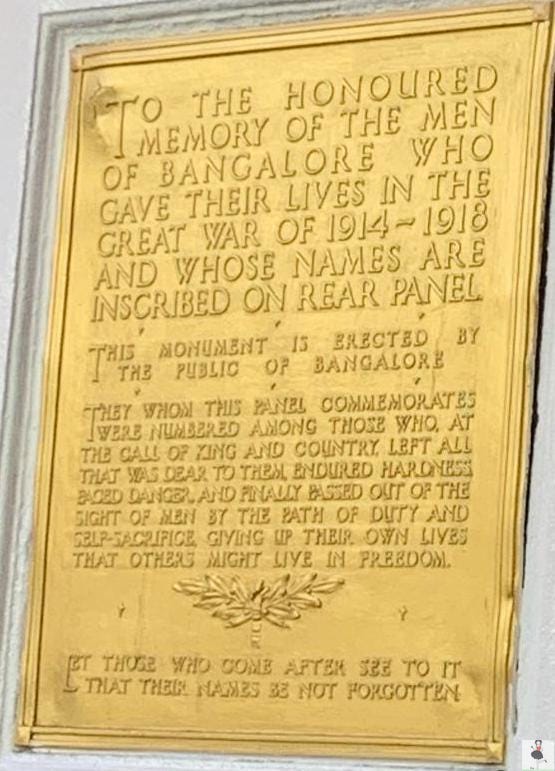 TO THE HONOURED
MEMORY OF THE MEN
OF BANGALORE WHO
GAVE THEIR LIVES IN THE
GREAT WAR OF 1914~1918
AND WHOSE NAMES ARE
INSCRIBED ON REAR PANEL.
THIS MONUMENT IS ERECTED BY
THE PUBLIC OF BANGALORE
THEY WHOM THIS PANEL COMMEMORATES
WERE NUMBERED AMONG THOSE WHO, AT
THE CALL OF KING AND COUNTRY, LEFT ALL
THAT WAS DEAR TO THEM, ENDURED HARDNESS,
FACED DANGER, AND FINALLY PASSED OUT OF THE
SIGHT OF MEN BY THE PATH OF DUTY AND
SELF-SACRIFICE, GIVING UP THEIR OWN LIVES
THAT OTHERS MIGHT LIVE IN FREEDOM.
LET THOSE WHO COME AFTER SEE TO IT
THAT THEIR NAMES BE NOT FORGOTTEN.